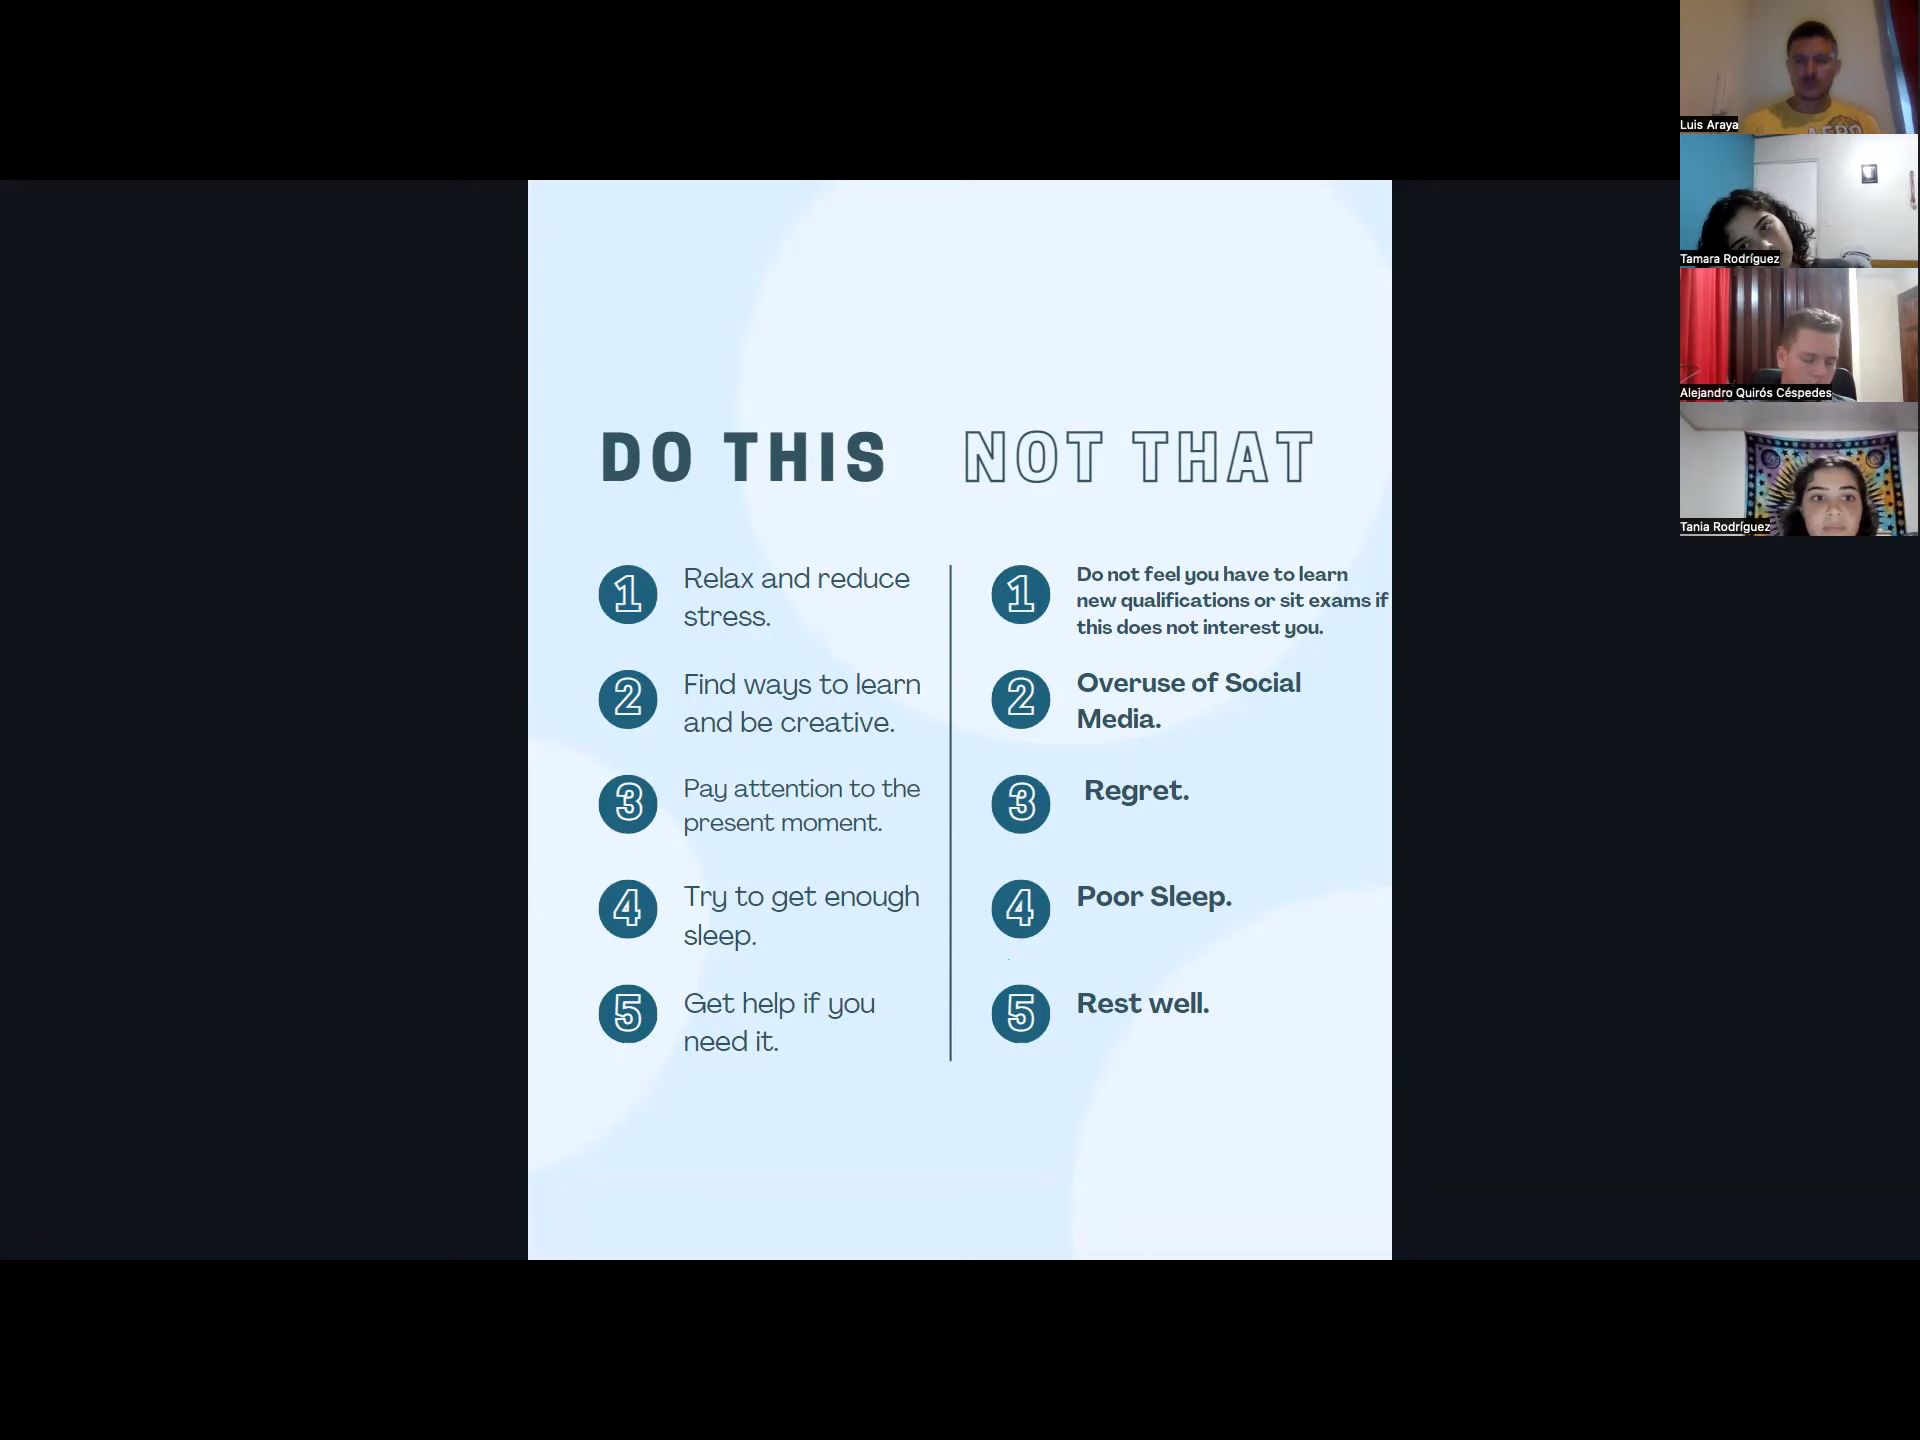 DO THIS
NOT THAT
1
Relax and reduce
stress.
2
Find ways to learn
and be creative.
3
Pay attention to the
present moment.
4
Try to get enough
sleep.
5
Get help if you
need it.
1
Do not feel you have to learn
new qualifications or sit exams if
this does not interest you.
2
Overuse of Social
Media.
3
Regret.
4
Poor Sleep.
5
Rest well.
Luis Araya
Tamara Rodríguez
Alejandro Quirós Céspedes
Tania Rodríguez